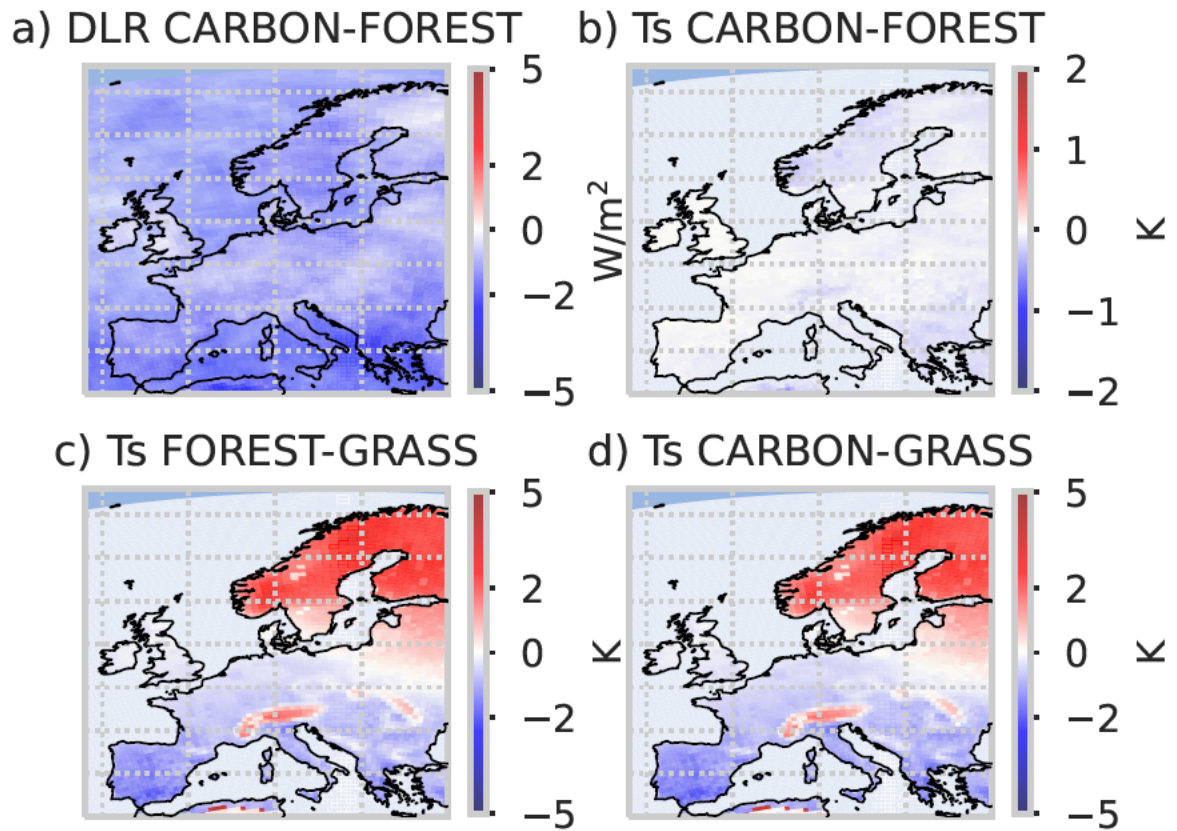 a) DLR CARBON-FOREST
5
2
0
−2
−5
W/m²
b) Ts CARBON-FOREST
2
1
0
−1
−2
K
c) Ts FOREST-GRASS
5
2
0
−2
−5
K
d) Ts CARBON-GRASS
5
2
0
−2
−5
K